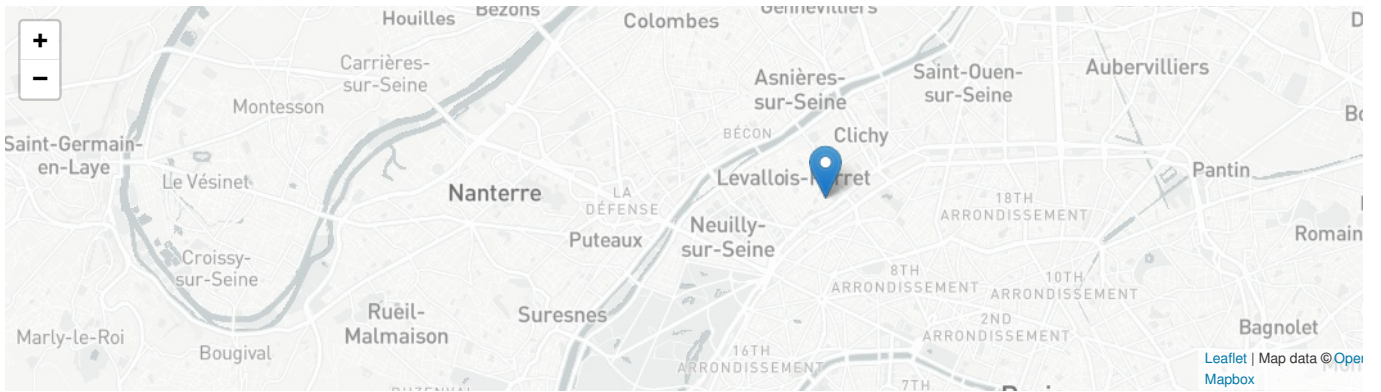 +
−
Houilles
Bezons
Colombes
Gennevilliers
Carrières-
sur-Seine
Asnières-
sur-Seine
Saint-Ouen-
sur-Seine
Aubervilliers
Montesson
BÉCON
Clichy
Saint-Germain-
en-Laye
Le Vésinet
Nanterre
LA
DÉFENSE
Levallois-Perret
Pantin
18TH
ARRONDISSEMENT
Puteaux
Neuilly-
sur-Seine
Romain
Croissy-
sur-Seine
8TH
ARRONDISSEMENT
10TH
ARRONDISSEMENT
Rueil-
Malmaison
Suresnes
2ND
ARRONDISSEMENT
Bagnolet
Marly-le-Roi
Bougival
16TH
ARRONDISSEMENT
7TH
Leaflet | Map data © Oper
Mapbox